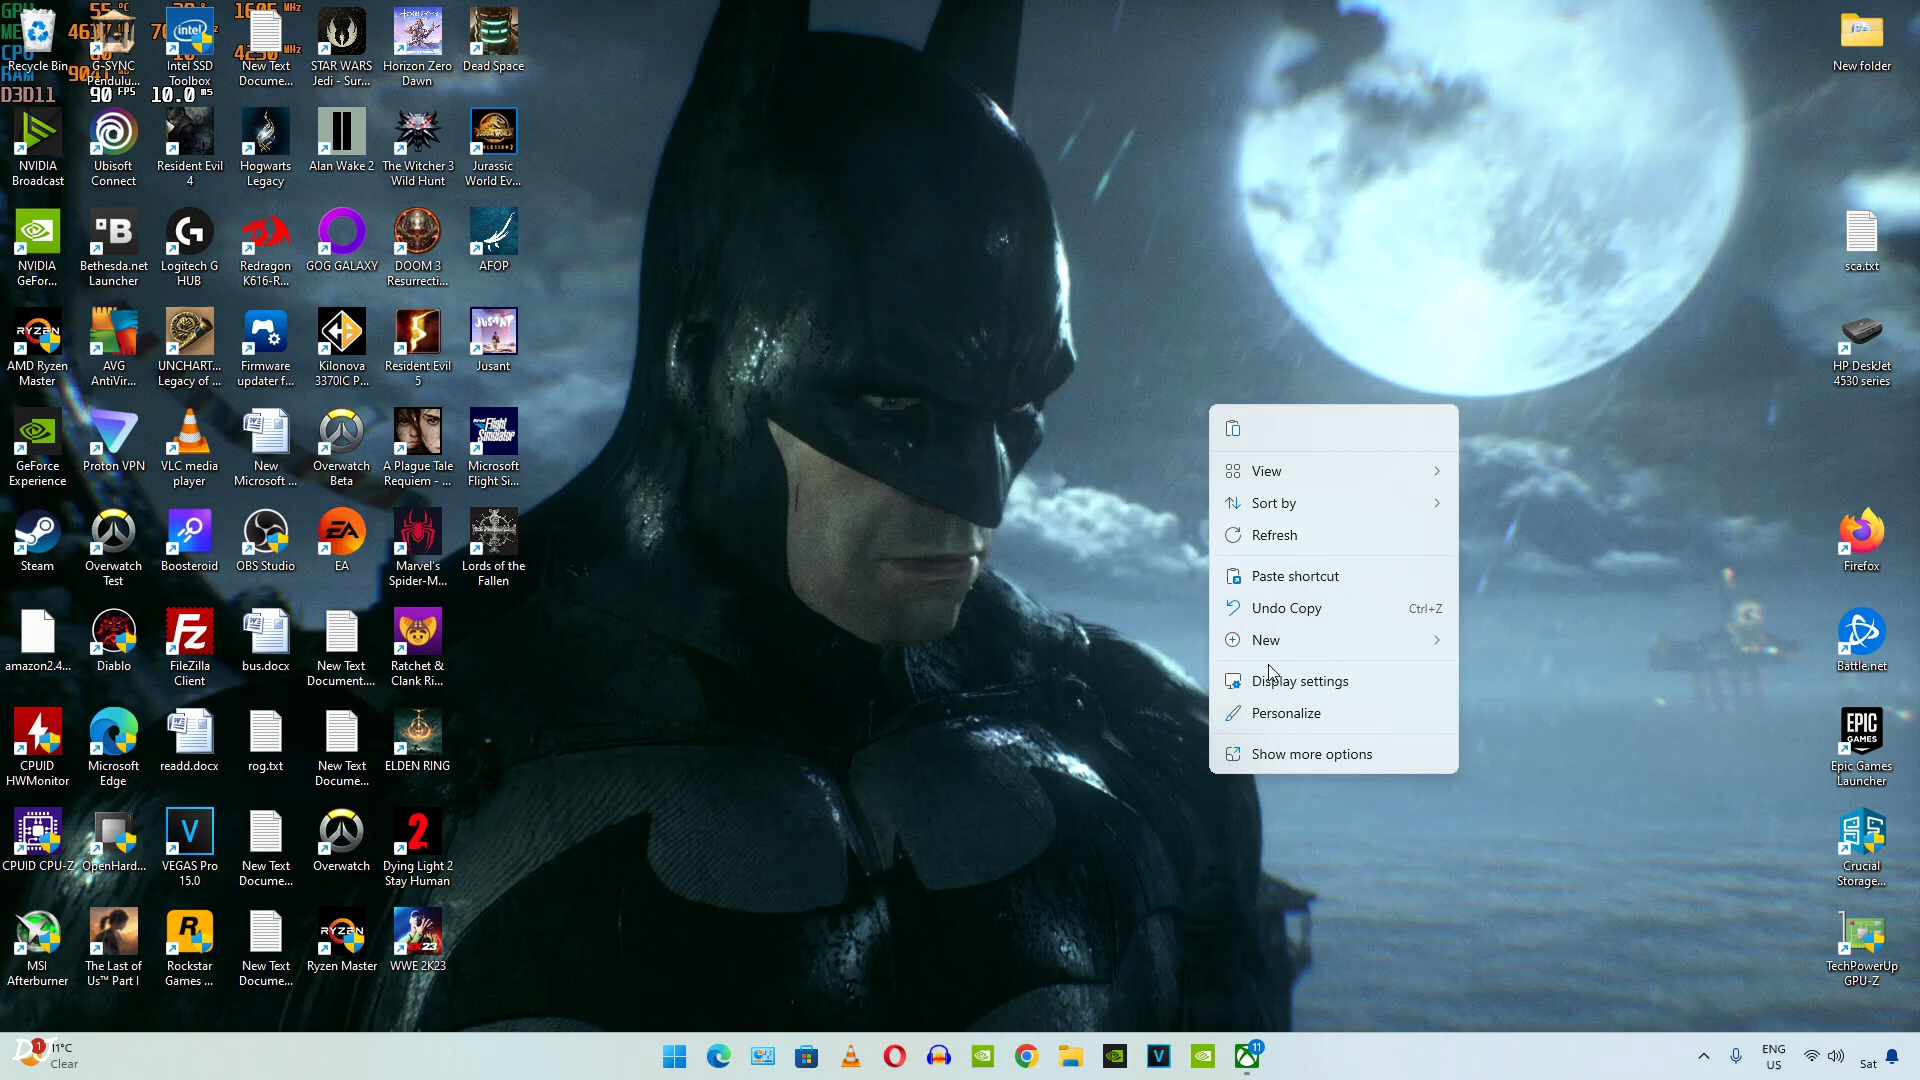 GPU 55 °C 1605 MHz
CPU
RAM
D3D11 90 FPS 10.0 ms
Recycle Bin
G-SYNC
Pendulu...
Intel SSD
Toolbox
New Text
Docume...
STAR WARS
Jedi - Sur...
Horizon Zero
Dawn
Dead Space
New folder
NVIDIA
Broadcast
Ubisoft
Connect
Resident Evil
4
Hogwarts
Legacy
Alan Wake 2
The Witcher 3
Wild Hunt
Jurassic
World Ev...
NVIDIA
GeFor...
Bethesda.net
Launcher
Logitech G
HUB
Redragon
K616-R...
GOG GALAXY
DOOM 3
Resurrecti...
AFOP
sca.txt
AMD Ryzen
Master
AVG
AntiVir...
UNCHART...
Legacy of ...
Firmware
updater f...
Kilonova
3370IC P...
Resident Evil
5
Jusant
HP DeskJet
4530 series
GeForce
Experience
Proton VPN
VLC media
player
New
Microsoft ...
Overwatch
Beta
A Plague Tale
Requiem - ...
Microsoft
Flight Si...
Steam
Overwatch
Test
Boosteroid
OBS Studio
EA
Marvel's
Spider-M...
Lords of the
Fallen
Firefox
amazon2.4...
Diablo
FileZilla
Client
bus.docx
New Text
Document....
Ratchet &
Clank Ri...
Battle.net
CPUID
HWMonitor
Microsoft
Edge
readd.docx
rog.txt
New Text
Docume...
ELDEN RING
Epic Games
Launcher
CPUID CPU-Z
OpenHard...
VEGAS Pro
15.0
New Text
Docume...
Overwatch
Dying Light 2
Stay Human
Crucial
Storage...
MSI
Afterburner
The Last of
Us™ Part I
Rockstar
Games ...
New Text
Docume...
Ryzen Master
WWE 2K23
TechPowerUp
GPU-Z
View
Sort by
Refresh
Paste shortcut
Undo Copy Ctrl+Z
New
Display settings
Personalize
Show more options
1
11°C
Clear
11
ENG
US
Sat